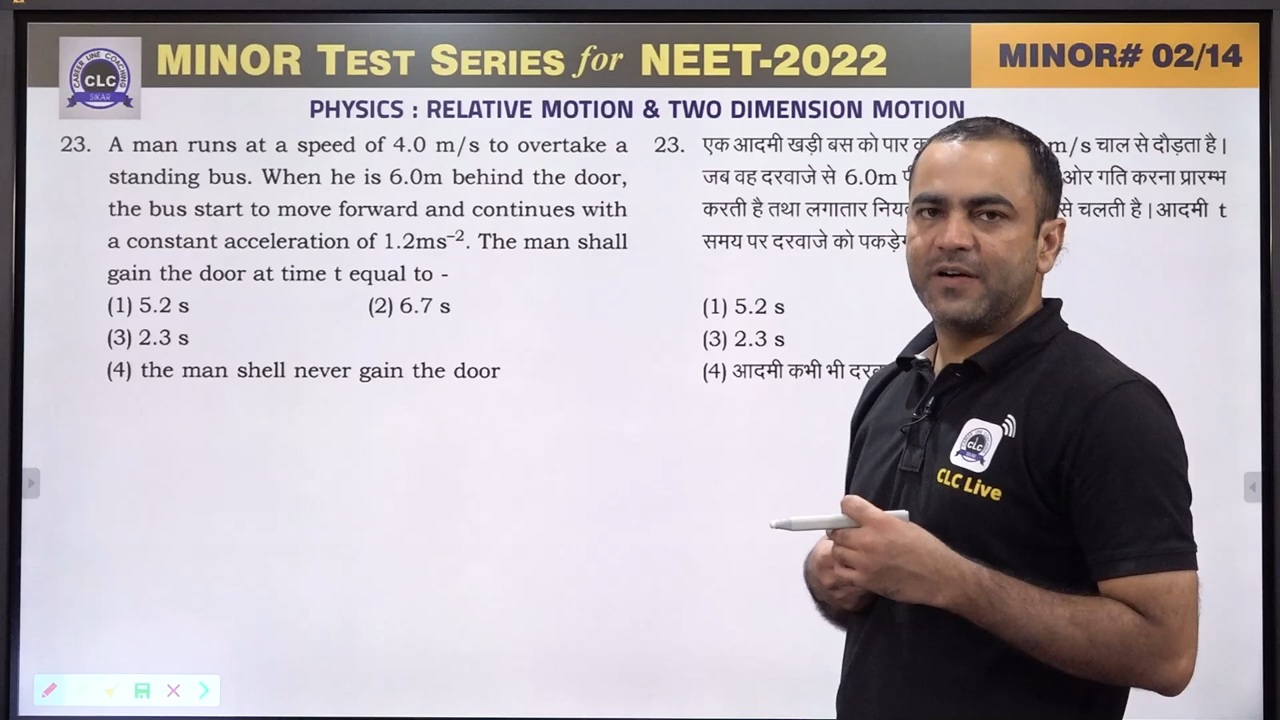 CAREER LINE COACHING
CLC
SIKAR
MINOR TEST SERIES for NEET-2022
MINOR# 02/14
PHYSICS : RELATIVE MOTION & TWO DIMENSION MOTION
23. A man runs at a speed of 4.0 m/s to overtake a
standing bus. When he is 6.0m behind the door,
the bus start to move forward and continues with
a constant acceleration of 1.2ms⁻². The man shall
gain the door at time t equal to -
(1) 5.2 s (2) 6.7 s
(3) 2.3 s
(4) the man shell never gain the door
23. एक आदमी खड़ी बस को पार m/s चाल से दौड़ता है।
जब वह दरवाजे से 6.0m ओर गति करना प्रारम्भ
करती है तथा लगातार से चलती है। आदमी t
समय पर दरवाजे को
(1) 5.2 s
(3) 2.3 s
(4) आदमी कभी भी
CLC
CLC Live